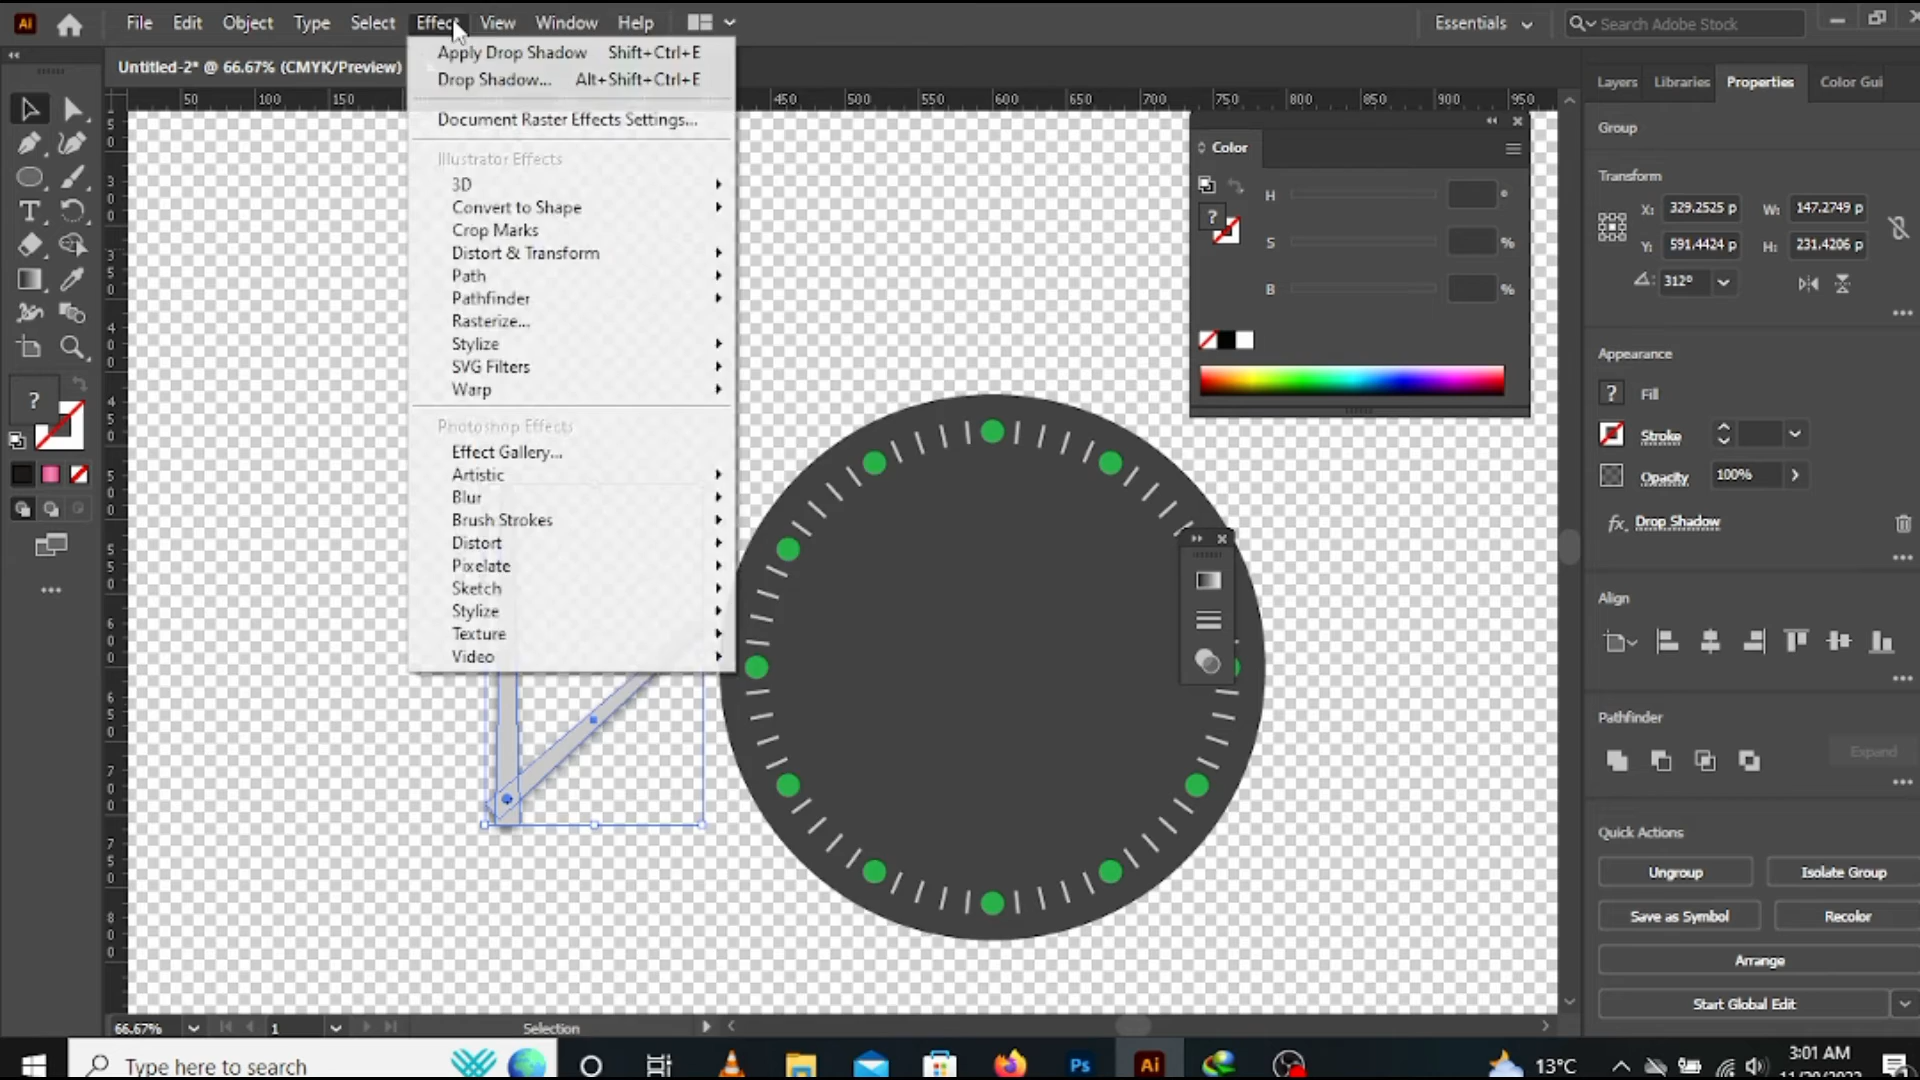 Ai File Edit Object Type Select Effect View Window Help Essentials Search Adobe Stock
Untitled-2* @ 66.67% (CMYK/Preview)
Apply Drop Shadow Shift+Ctrl+E
Drop Shadow... Alt+Shift+Ctrl+E
Document Raster Effects Settings...
Illustrator Effects
3D
Convert to Shape
Crop Marks
Distort & Transform
Path
Pathfinder
Rasterize...
Stylize
SVG Filters
Warp
Photoshop Effects
Effect Gallery...
Artistic
Blur
Brush Strokes
Distort
Pixelate
Sketch
Stylize
Texture
Video
50 100 150 450 500 550 600 650 700 750 800 850 900 950
Color
H °
S %
B %
?
Layers Libraries Properties Color Gui
Group
Transform
X: 329.2525 p W: 147.2749 p
Y: 591.4424 p H: 231.4206 p
312°
Appearance
? Fill
Stroke
Opacity 100%
fx. Drop Shadow
Align
Pathfinder
Expand
Quick Actions
Ungroup Isolate Group
Save as Symbol Recolor
Arrange
Start Global Edit
66.67% 1 Selection
Type here to search Ps Ai 13°C 3:01 AM